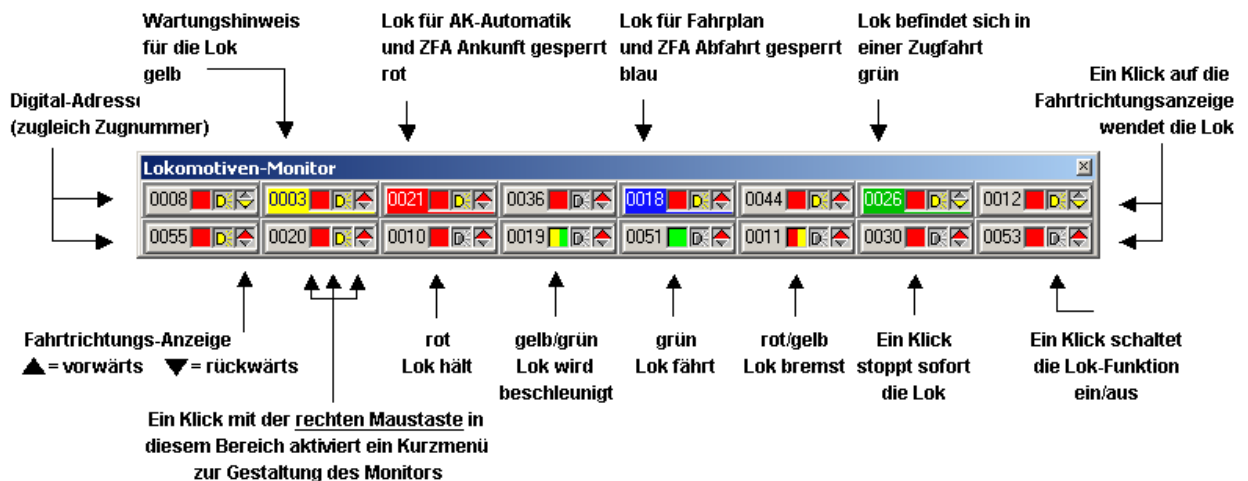 Wartungshinweis
für die Lok
gelb
Lok für AK-Automatik
und ZFA Ankunft gesperrt
rot
Lok für Fahrplan
und ZFA Abfahrt gesperrt
blau
Lok befindet sich in
einer Zugfahrt
grün
Ein Klick auf die
Fahrtrichtungsanzeige
wendet die Lok
Digital-Adresse
(zugleich Zugnummer)
Lokomotiven-Monitor
0008 D 0003 D 0021 D 0036 D 0018 D 0044 D 0026 D 0012 D
0055 D 0020 D 0010 D 0019 D 0051 D 0011 D 0030 D 0053 D
Fahrtrichtungs-Anzeige
▲= vorwärts ▼= rückwärts
rot
Lok hält
gelb/grün
Lok wird
beschleunigt
grün
Lok fährt
rot/gelb
Lok bremst
Ein Klick
stoppt sofort
die Lok
Ein Klick schaltet
die Lok-Funktion
ein/aus
Ein Klick mit der rechten Maustaste in
diesem Bereich aktiviert ein Kurzmenü
zur Gestaltung des Monitors